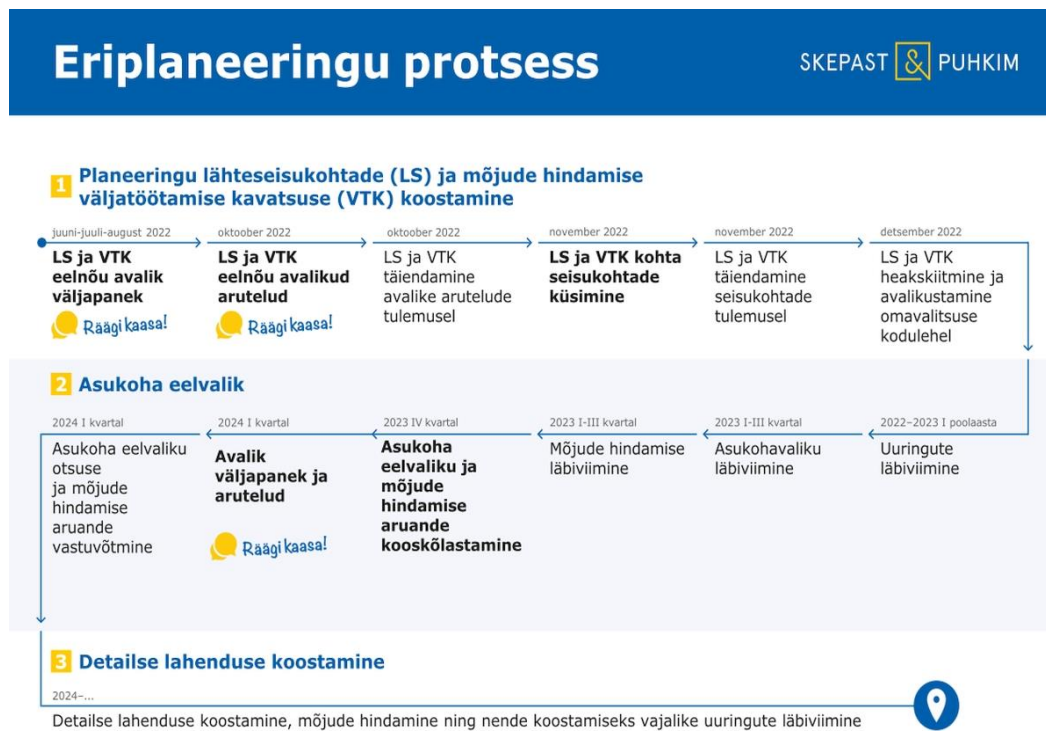 Eriplaneeringu protsess
SKEPAST & PUHKIM
1 Planeeringu lähteseisukohtade (LS) ja mõjude hindamise
väljatöötamise kavatsuse (VTK) koostamine
juuni-juuli-august 2022
LS ja VTK
eelnõu avalik
väljapanek
Räägi kaasa!
oktoober 2022
LS ja VTK
eelnõu avalikud
arutelud
Räägi kaasa!
oktoober 2022
LS ja VTK
täiendamine
avalike arutelude
tulemusel
november 2022
LS ja VTK kohta
seisukohtade
küsimine
november 2022
LS ja VTK
täiendamine
seisukohtade
tulemusel
detsember 2022
LS ja VTK
heakskiitmine ja
avalikustamine
omavalitsuse
kodulehel
2 Asukoha eelvalik
2024 I kvartal
Asukoha eelvaliku
otsuse
ja mõjude
hindamise
aruande
vastuvõtmine
2024 I kvartal
Avalik
väljapanek ja
arutelud
Räägi kaasa!
2023 IV kvartal
Asukoha
eelvaliku ja
mõjude
hindamise
aruande
kooskõlastamine
2023 I-III kvartal
Mõjude hindamise
läbiviimine
2023 I-III kvartal
Asukohavaliku
läbiviimine
2022–2023 I poolaasta
Uuringute
läbiviimine
3 Detailse lahenduse koostamine
2024–...
Detailse lahenduse koostamine, mõjude hindamine ning nende koostamiseks vajalike uuringute läbiviimine